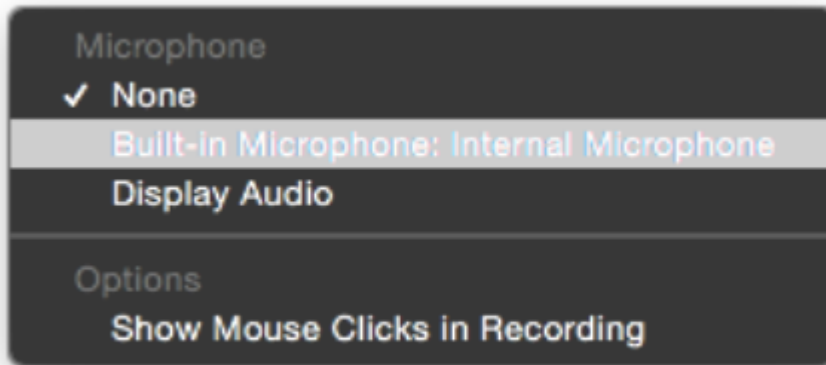 Microphone
✓ None
Built-in Microphone: Internal Microphone
Display Audio
Options
Show Mouse Clicks in Recording